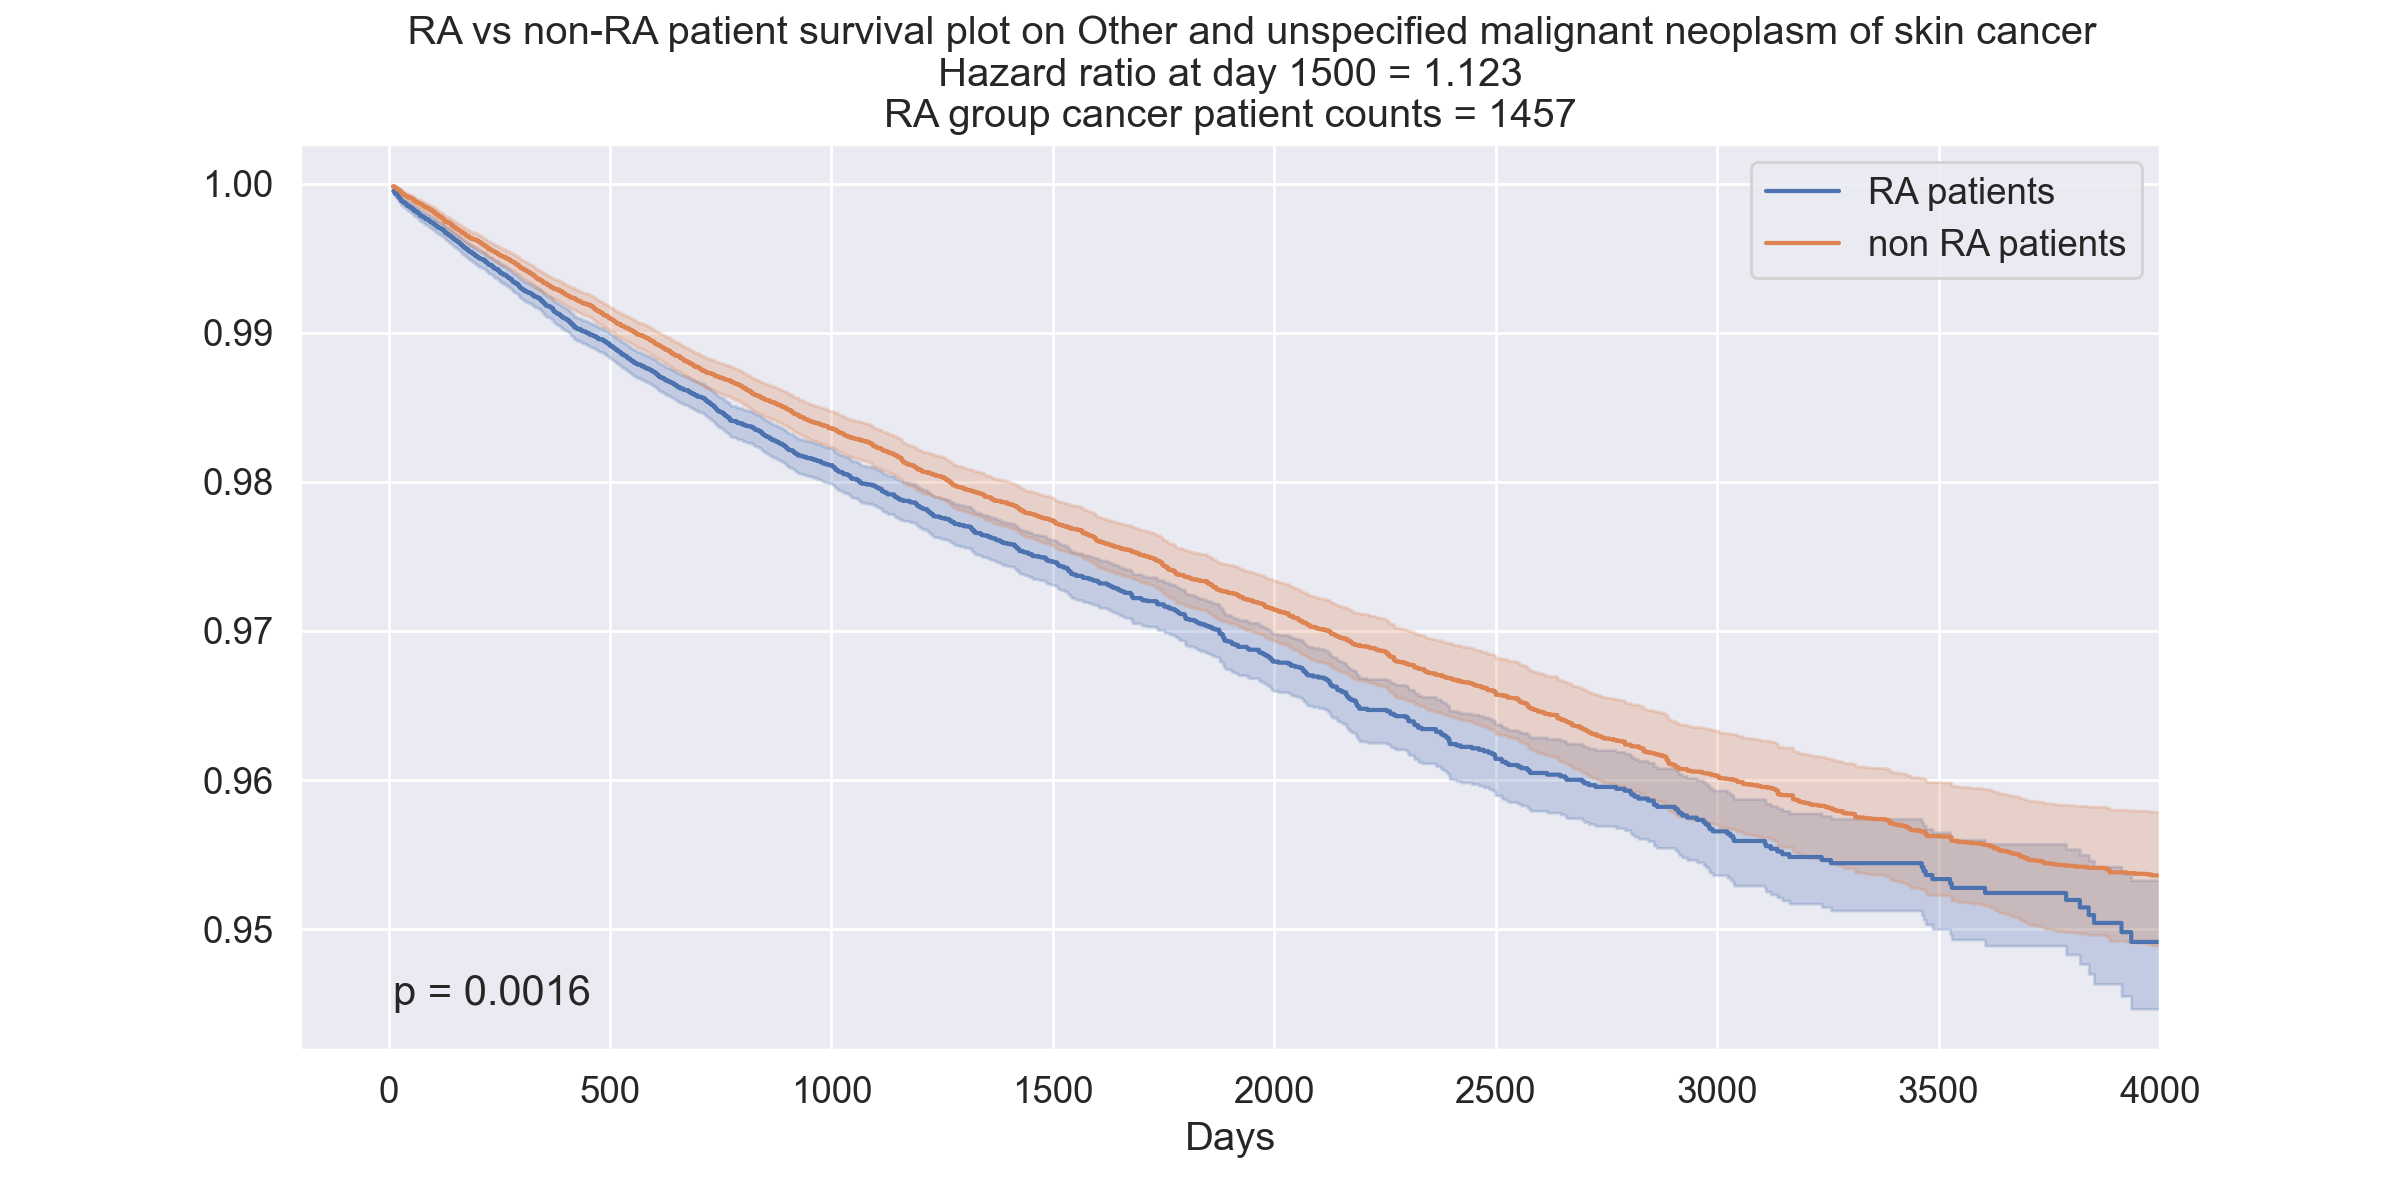 RA vs non-RA patient survival plot on Other and unspecified malignant neoplasm of skin cancer
Hazard ratio at day 1500 = 1.123
RA group cancer patient counts = 1457
RA patients
non RA patients
1.00
0.99
0.98
0.97
0.96
0.95
p = 0.0016
0 500 1000 1500 2000 2500 3000 3500 4000
Days